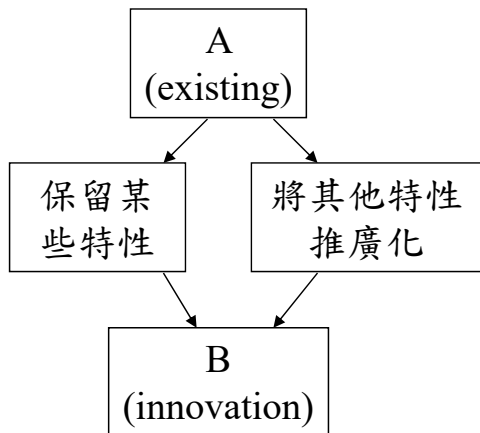 A
(existing)
保留某
些特性
將其他特性
推廣化
B
(innovation)